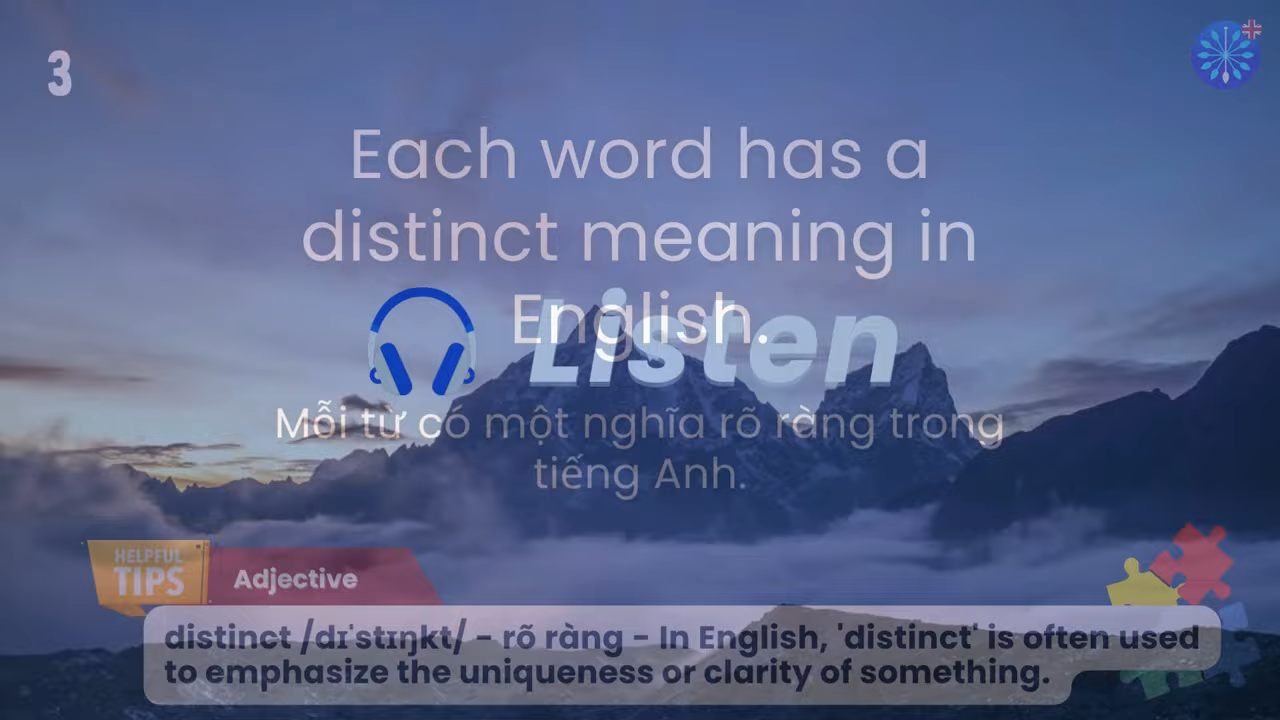 3
Each word has a
distinct meaning in
English.
Listen
Mỗi từ có một nghĩa rõ ràng trong
tiếng Anh.
HELPFUL
TIPS
Adjective
distinct /dɪˈstɪŋkt/ - rõ ràng - In English, 'distinct' is often used
to emphasize the uniqueness or clarity of something.